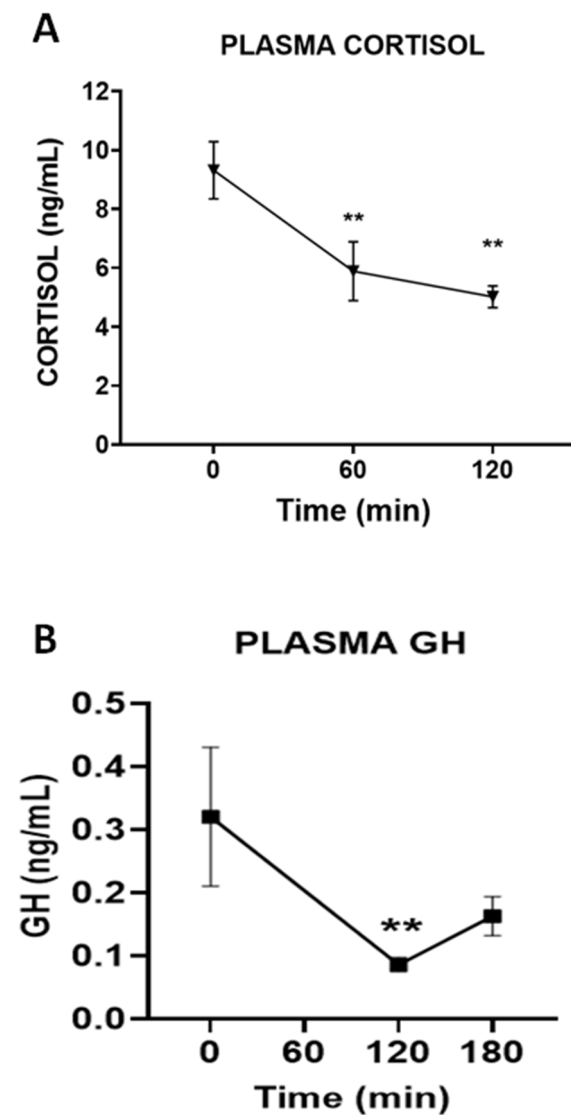 A
PLASMA CORTISOL
12
10
8
6
4
2
0
CORTISOL (ng/mL)
**
**
0 60 120
Time (min)
B
PLASMA GH
0.5
0.4
0.3
0.2
0.1
0.0
GH (ng/mL)
**
0 60 120 180
Time (min)